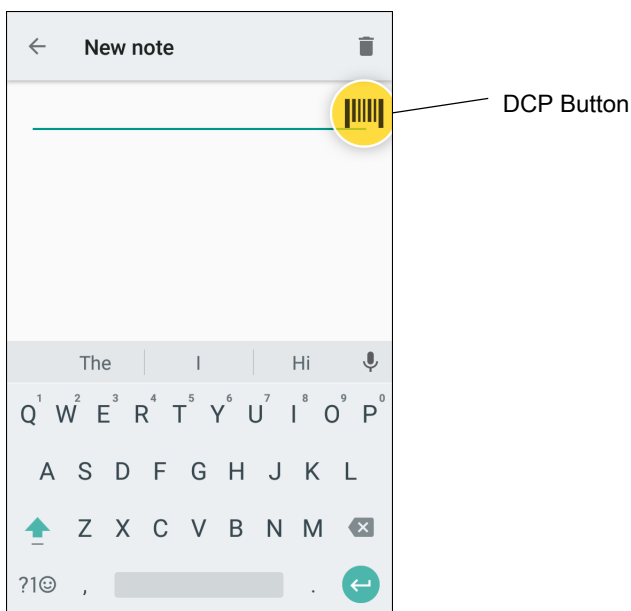 New note
DCP Button
The I Hi
1 2 3 4 5 6 7 8 9 0
Q W E R T Y U I O P
A S D F G H J K L
Z X C V B N M
?1☺ , .